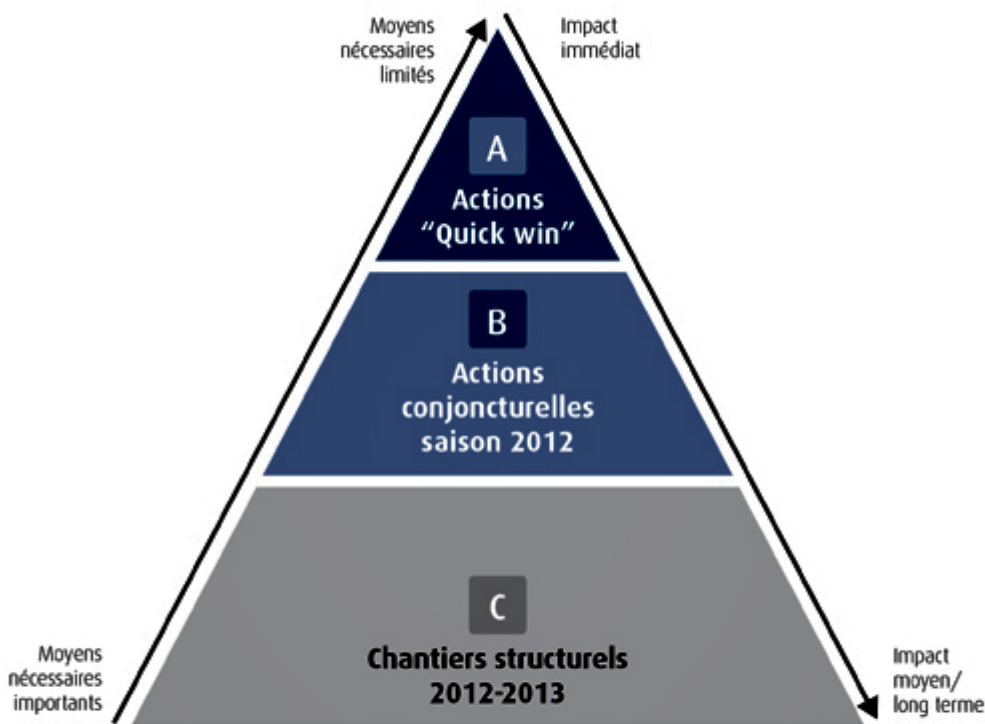 Moyens
nécessaires
limités
Impact
immédiat
A
Actions
“Quick win”
B
Actions
conjoncturelles
saison 2012
C
Chantiers structurels
2012-2013
Moyens
nécessaires
importants
Impact
moyen/
long terme